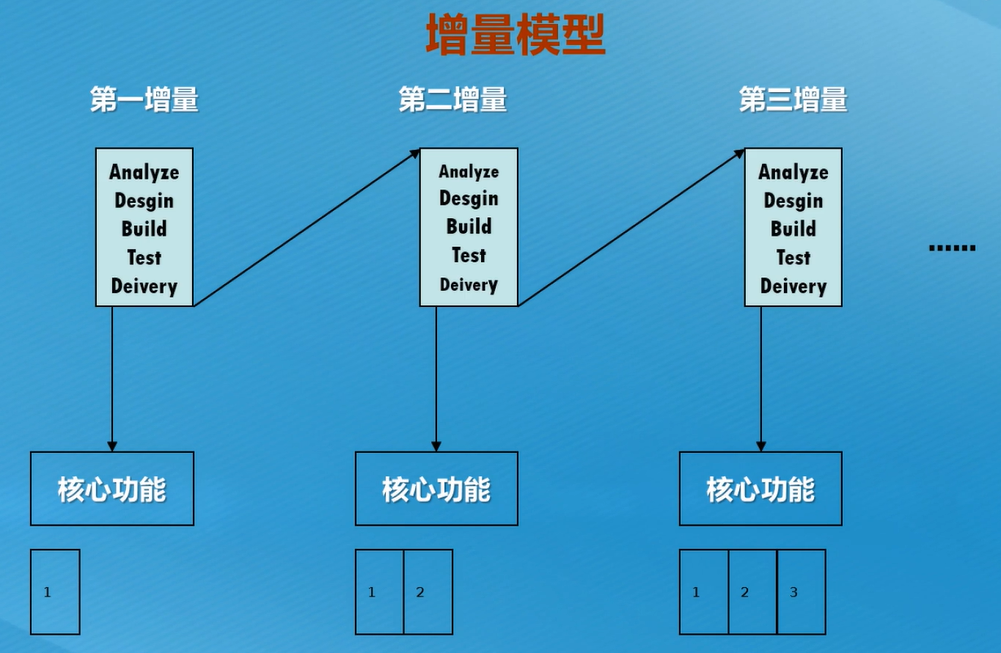 增量模型
第一增量
第二增量
第三增量
Analyze
Desgin
Build
Test
Deivery
Analyze
Desgin
Build
Test
Deivery
Analyze
Desgin
Build
Test
Deivery
......
核心功能
核心功能
核心功能
1
1 2
1 2 3